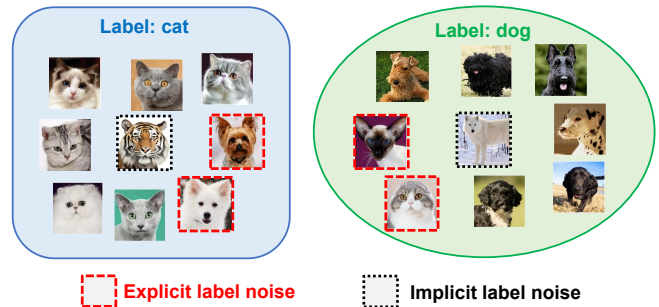 Label: cat
Label: dog
Explicit label noise
Implicit label noise